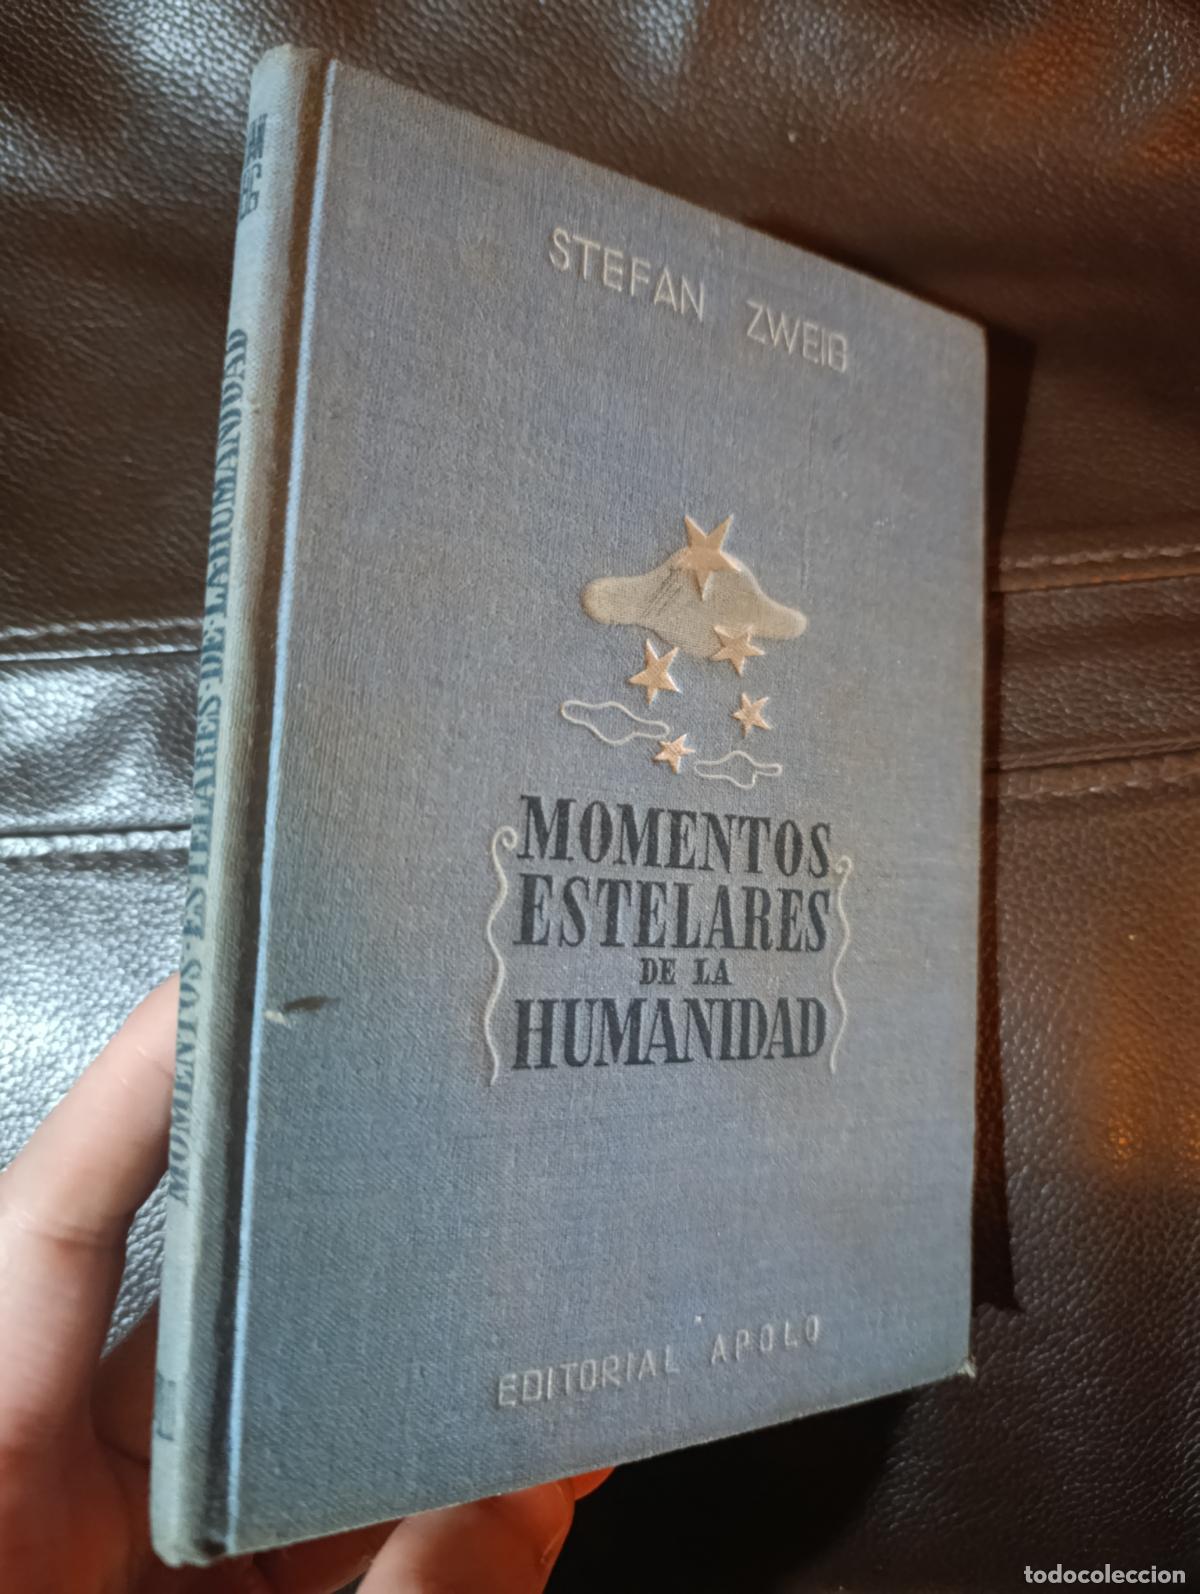 STEFAN ZWEIG
MOMENTOS
ESTELARES
DE LA
HUMANIDAD
EDITORIAL APOLO
MOMENTOS·ESTELARES·DE·LA HUMANIDAD
todocoleccion